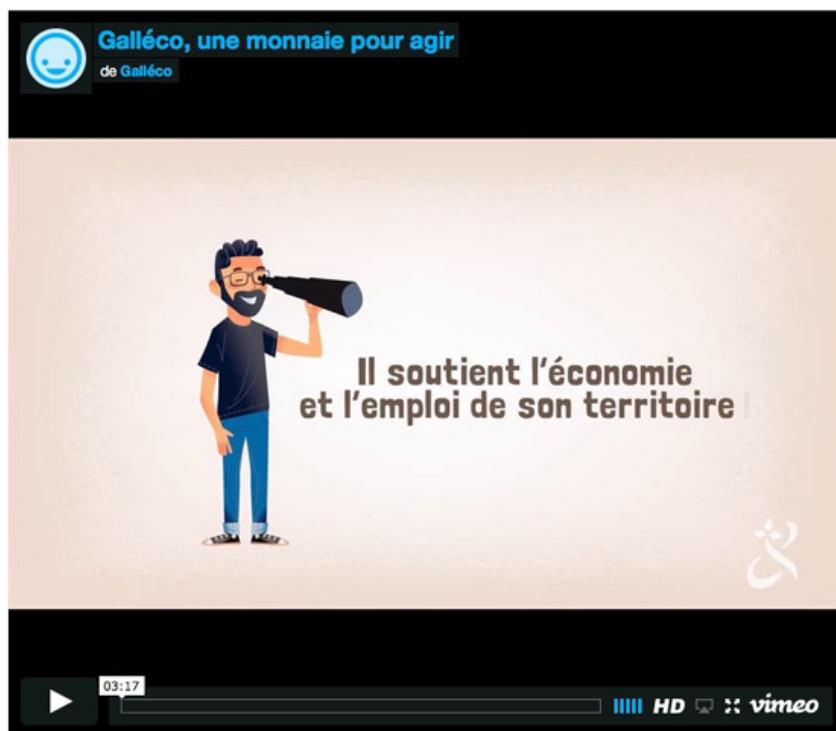 Galléco, une monnaie pour agir
de Galléco
Il soutient l'économie
et l'emploi de son territoire
03:17
HD vimeo